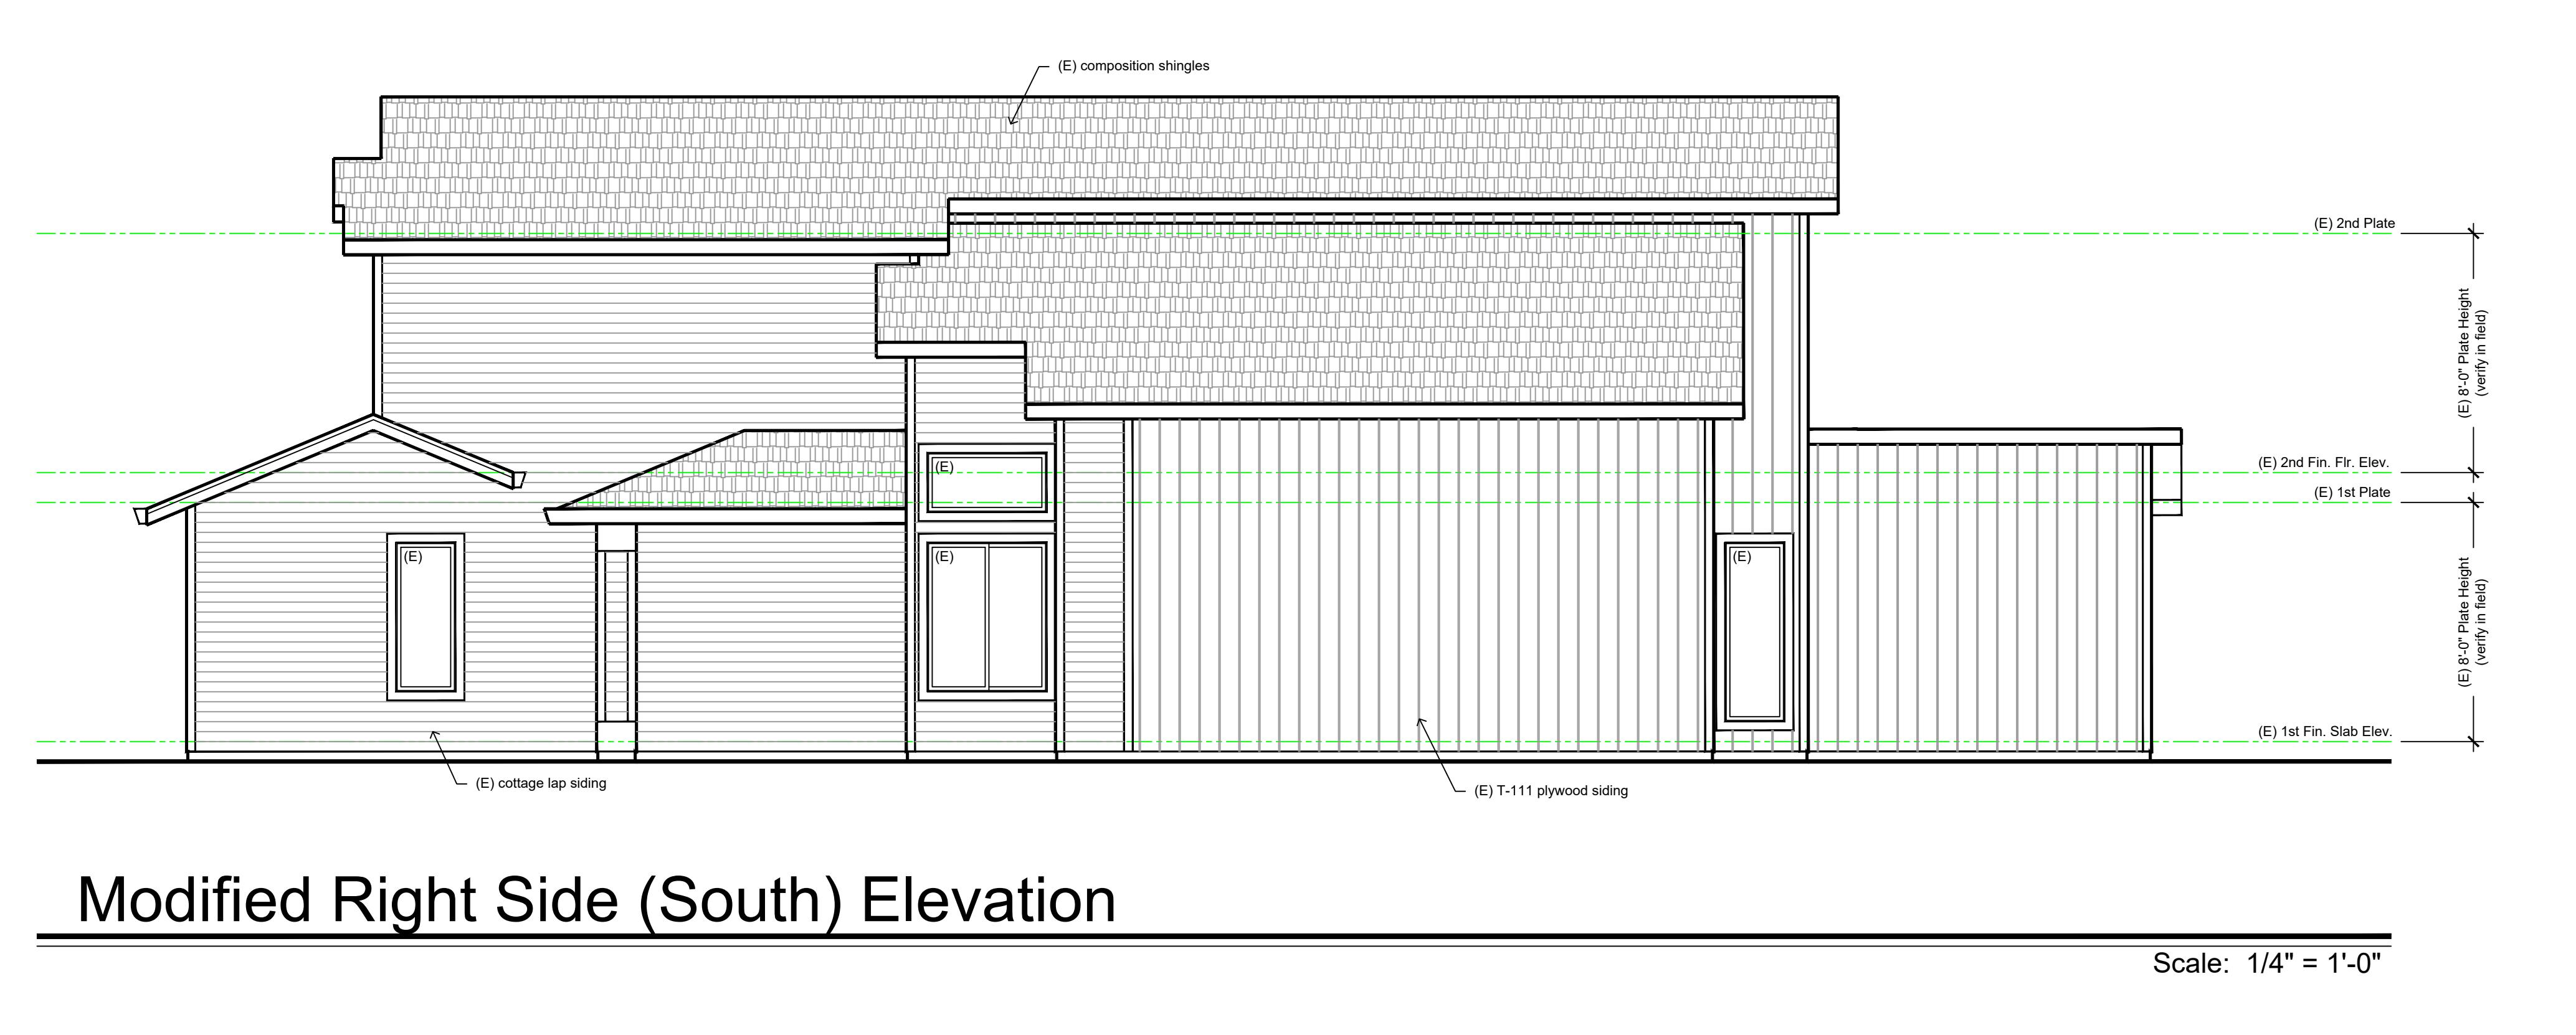 (E) composition shingles
(E) 2nd Plate
(E) 8'-0" Plate Height
(verify in field)
(E) 2nd Fin. Flr. Elev.
(E) 1st Plate
(E)
(E)
(E)
(E)
(E) 8'-0" Plate Height
(verify in field)
(E) 1st Fin. Slab Elev.
(E) cottage lap siding
(E) T-111 plywood siding
Modified Right Side (South) Elevation
Scale: 1/4" = 1'-0"